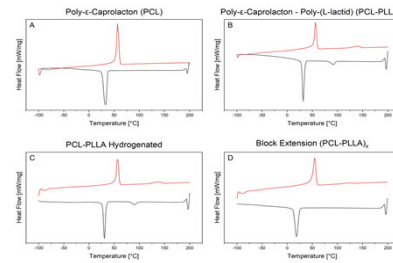 Poly-ε-Caprolacton (PCL)
A
Heat Flow [mW/mg]
-100 -50 0 50 100 150 200
Temperature [°C]
Poly-ε-Caprolacton - Poly-(L-lactid) (PCL-PLL
B
Heat Flow [mW/mg]
-100 -50 0 50 100 150 200
Temperature [°C]
PCL-PLLA Hydrogenated
C
Heat Flow [mW/mg]
-100 -50 0 50 100 150 200
Temperature [°C]
Block Extension (PCL-PLLA)ₓ
D
Heat Flow [mW/mg]
-100 -50 0 50 100 150 200
Temperature [°C]